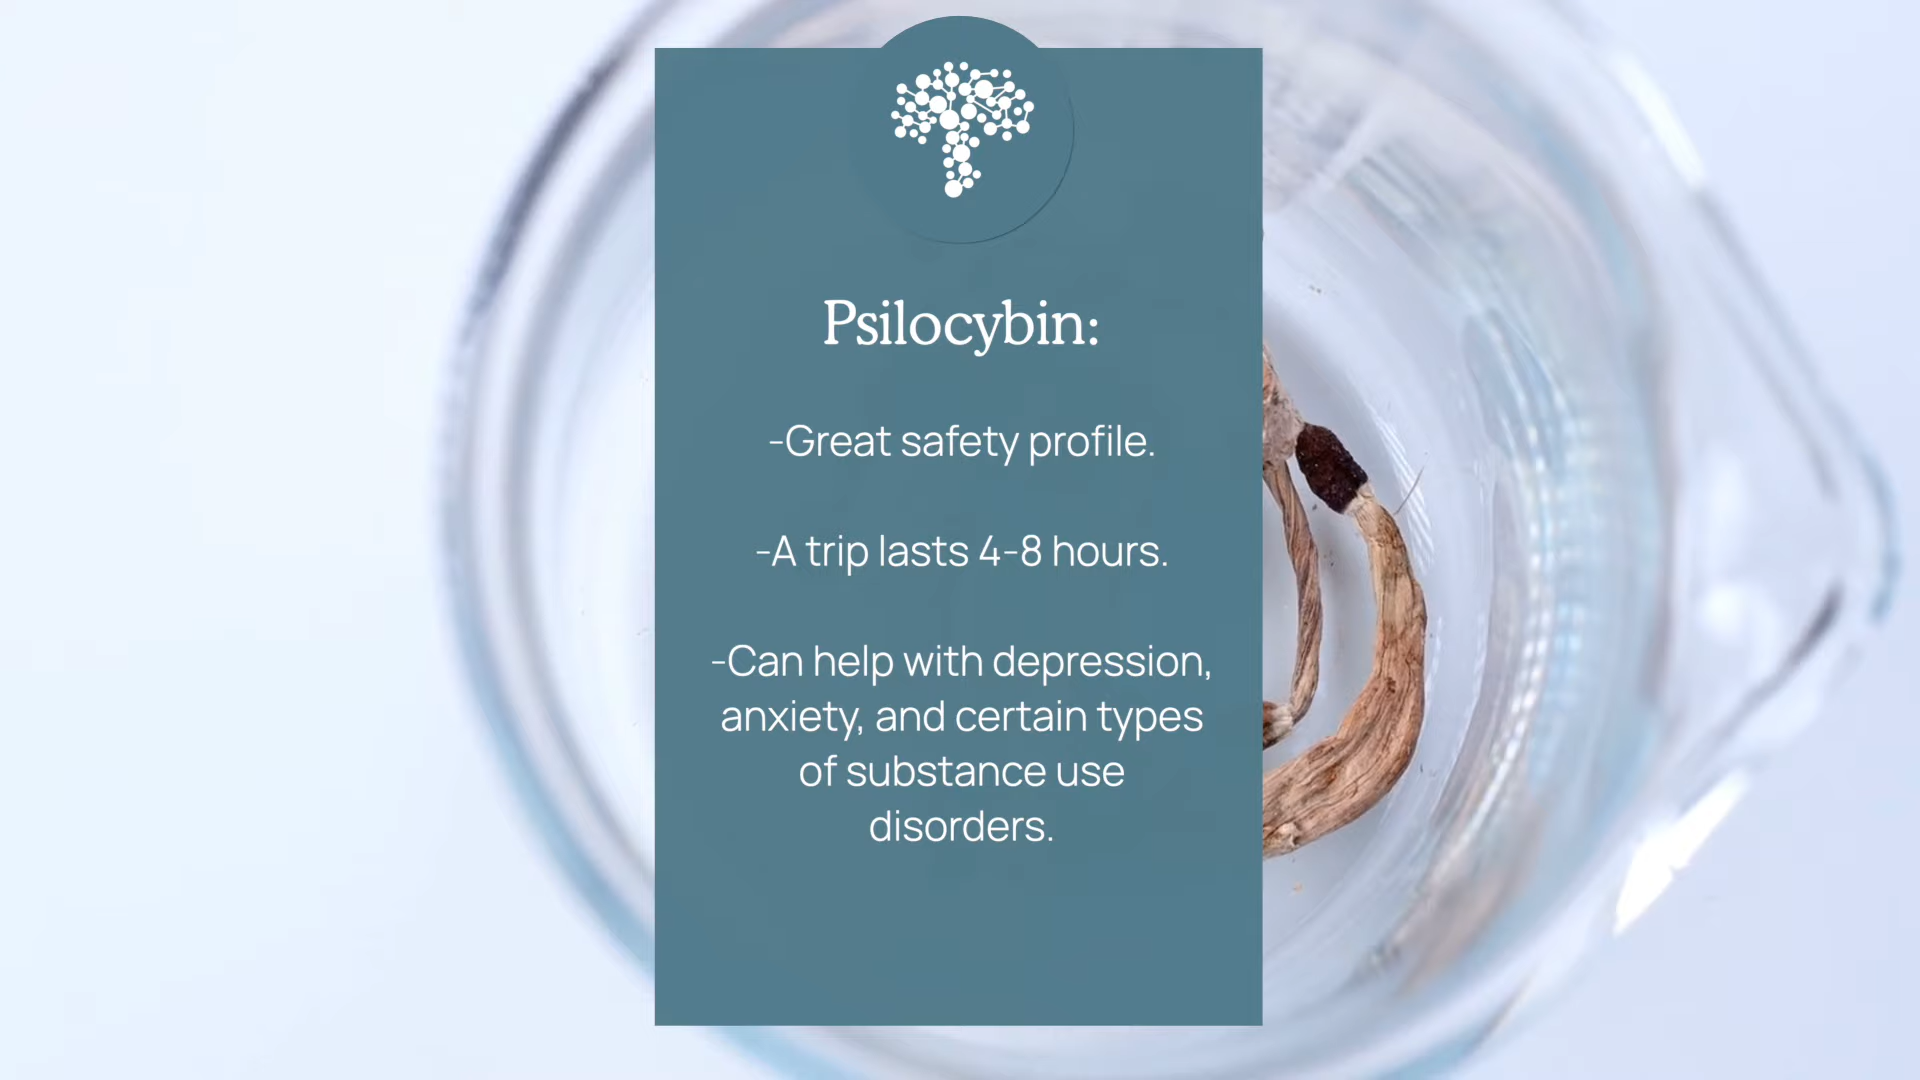 Psilocybin:
-Great safety profile.
-A trip lasts 4-8 hours.
-Can help with depression,
anxiety, and certain types
of substance use
disorders.